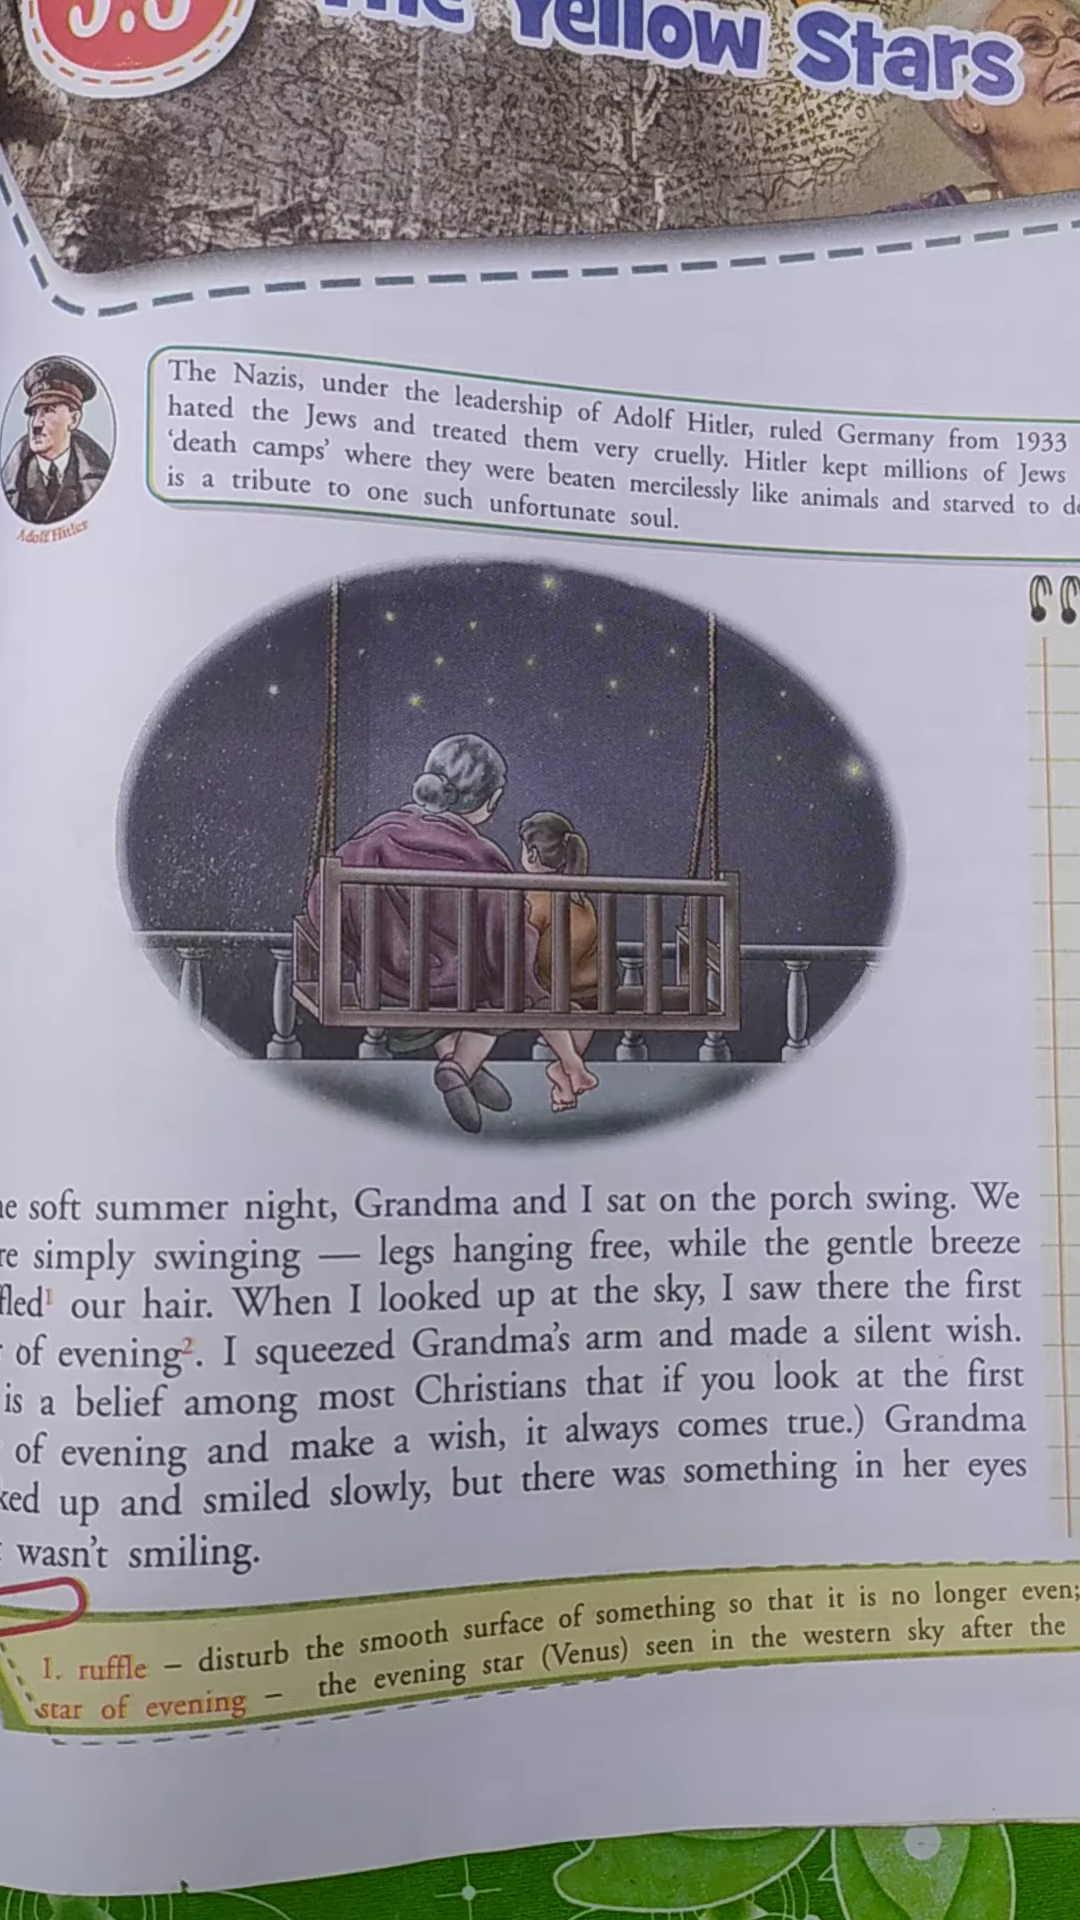 Yellow Stars
The Nazis, under the leadership of Adolf Hitler, ruled Germany from 1933
hated the Jews and treated them very cruelly. Hitler kept millions of Jews
‘death camps’ where they were beaten mercilessly like animals and starved to
is a tribute to one such unfortunate soul.
Adolf Hitler
soft summer night, Grandma and I sat on the porch swing. We
simply swinging — legs hanging free, while the gentle breeze
our hair. When I looked up at the sky, I saw there the first
of evening². I squeezed Grandma's arm and made a silent wish.
is a belief among most Christians that if you look at the first
of evening and make a wish, it always comes true.) Grandma
up and smiled slowly, but there was something in her eyes
wasn't smiling.
1. ruffle – disturb the smooth surface of something so that it is no longer even;
star of evening – the evening star (Venus) seen in the western sky after the